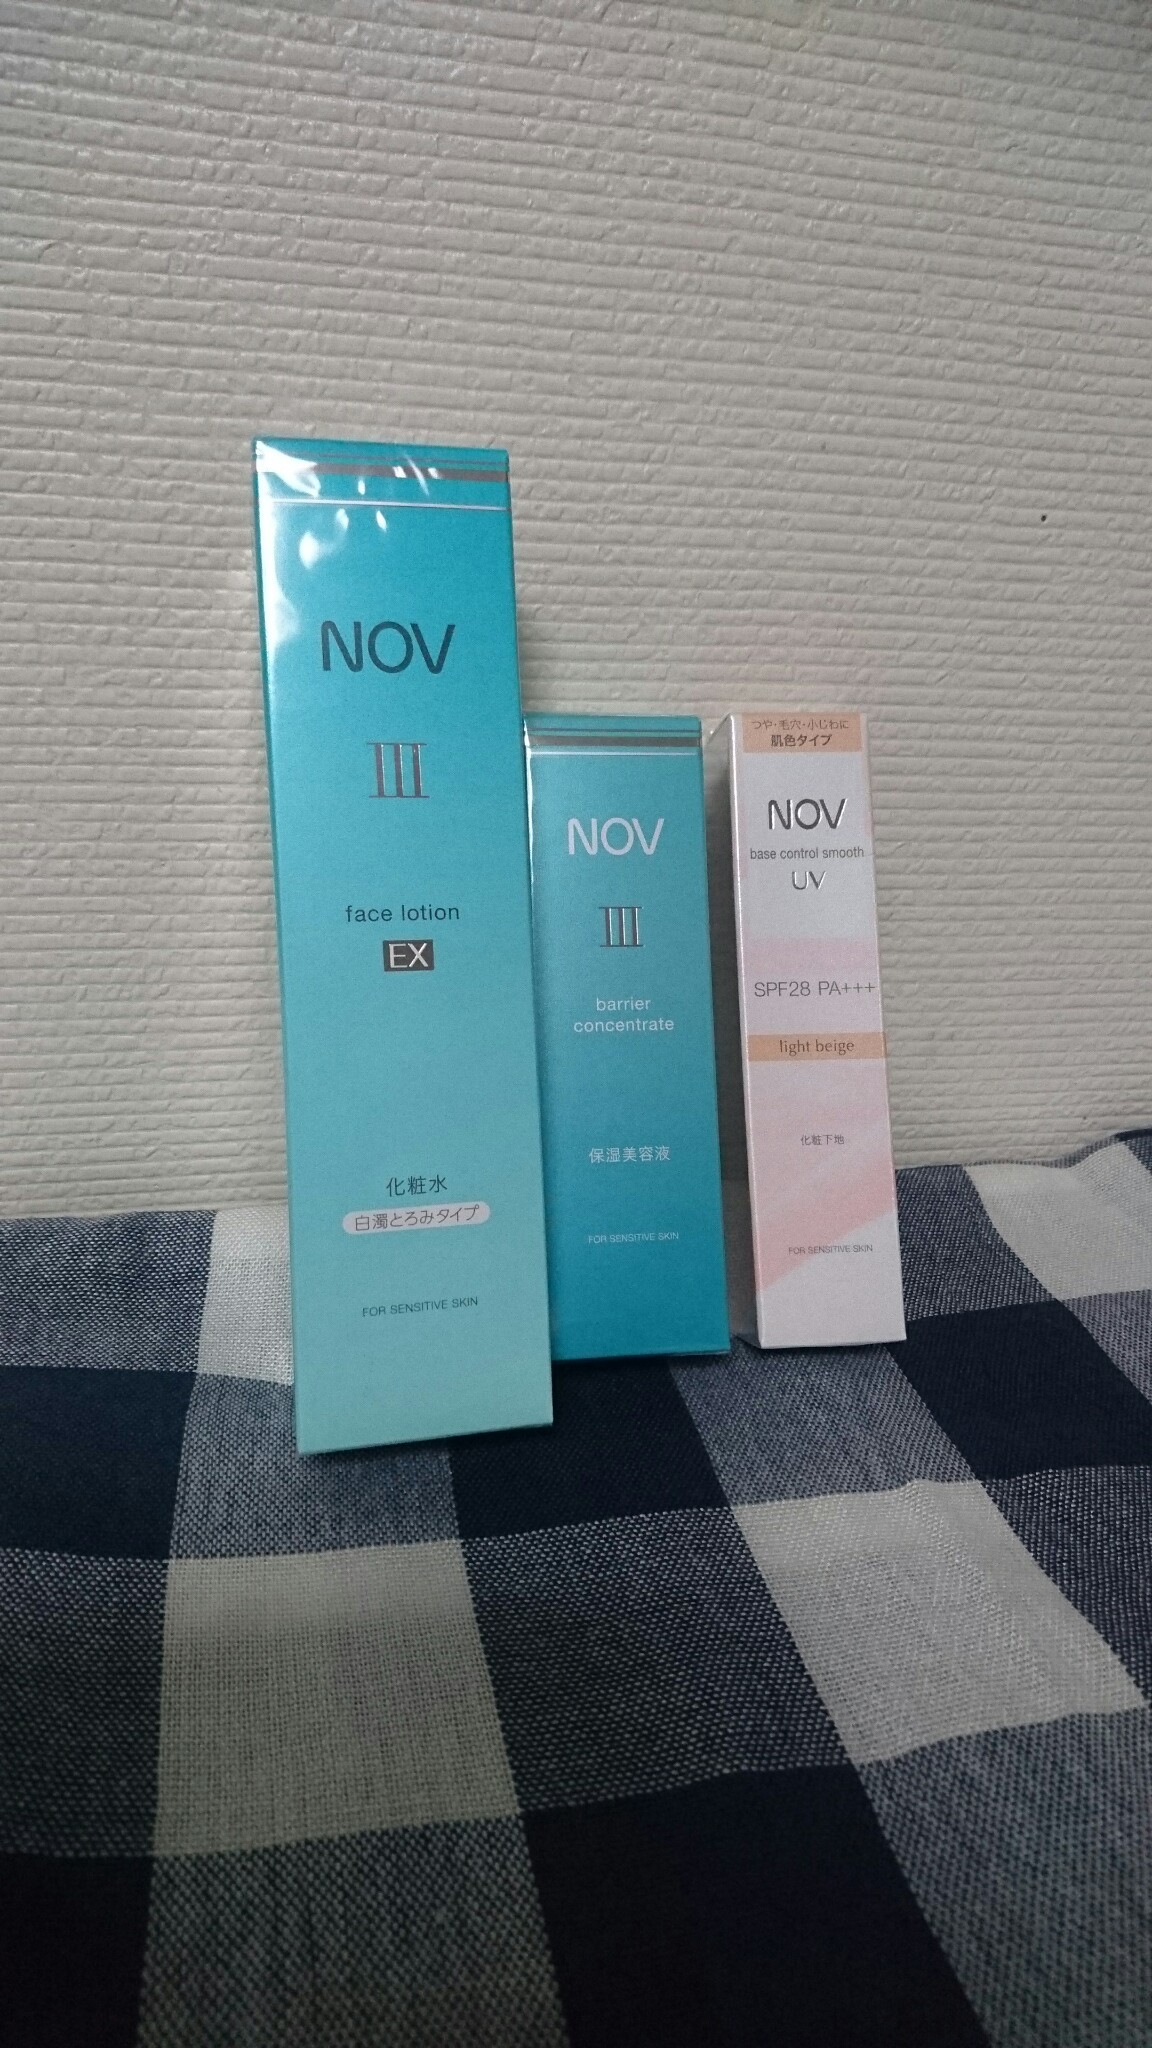 NOV
III
face lotion
EX
化粧水
白濁とろみタイプ
FOR SENSITIVE SKIN
NOV
III
barrier
concentrate
保湿美容液
FOR SENSITIVE SKIN
つや・毛穴・小じわに
肌色タイプ
NOV
base control smooth
UV
SPF28 PA+++
light beige
化粧下地
FOR SENSITIVE SKIN